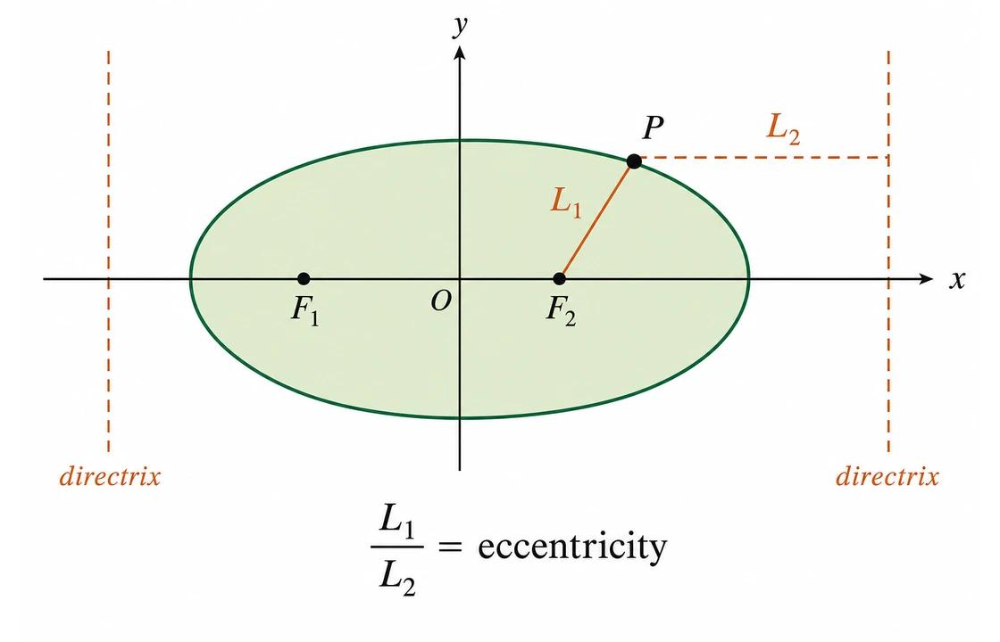 y
P
L₂
L₁
x
O
F₁
F₂
directrix
directrix
L₁/L₂ = eccentricity